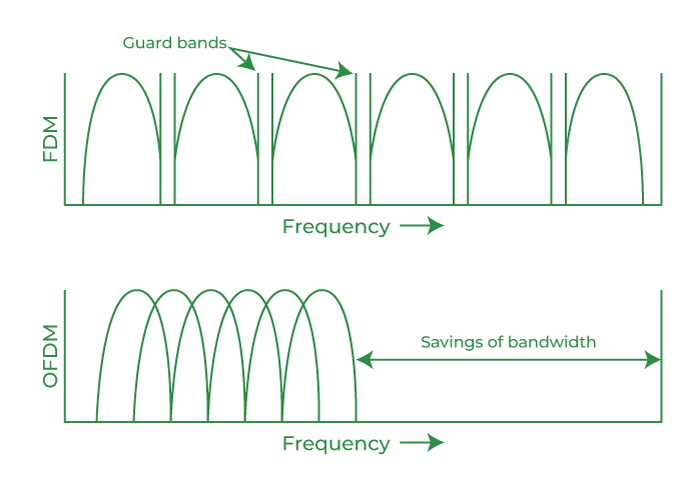 Guard bands
FDM
Frequency
OFDM
Savings of bandwidth
Frequency